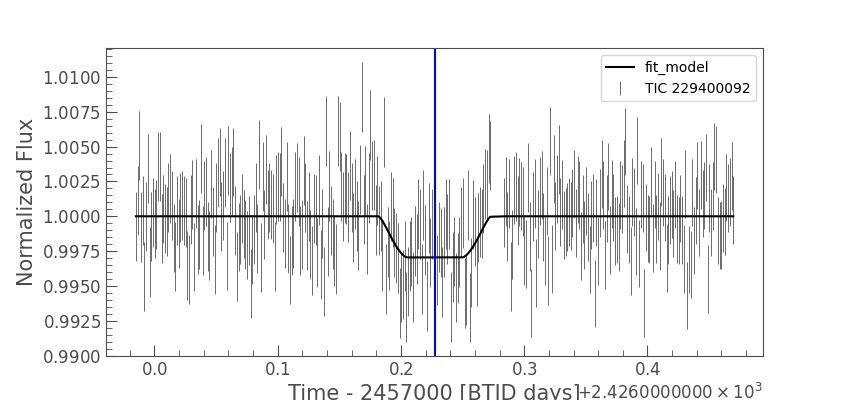 fit_model
TIC 229400092
Normalized Flux
1.0100
1.0075
1.0050
1.0025
1.0000
0.9975
0.9950
0.9925
0.9900
0.0 0.1 0.2 0.3 0.4
Time - 2457000 [BTJD days]
+2.4260000000 × 10³